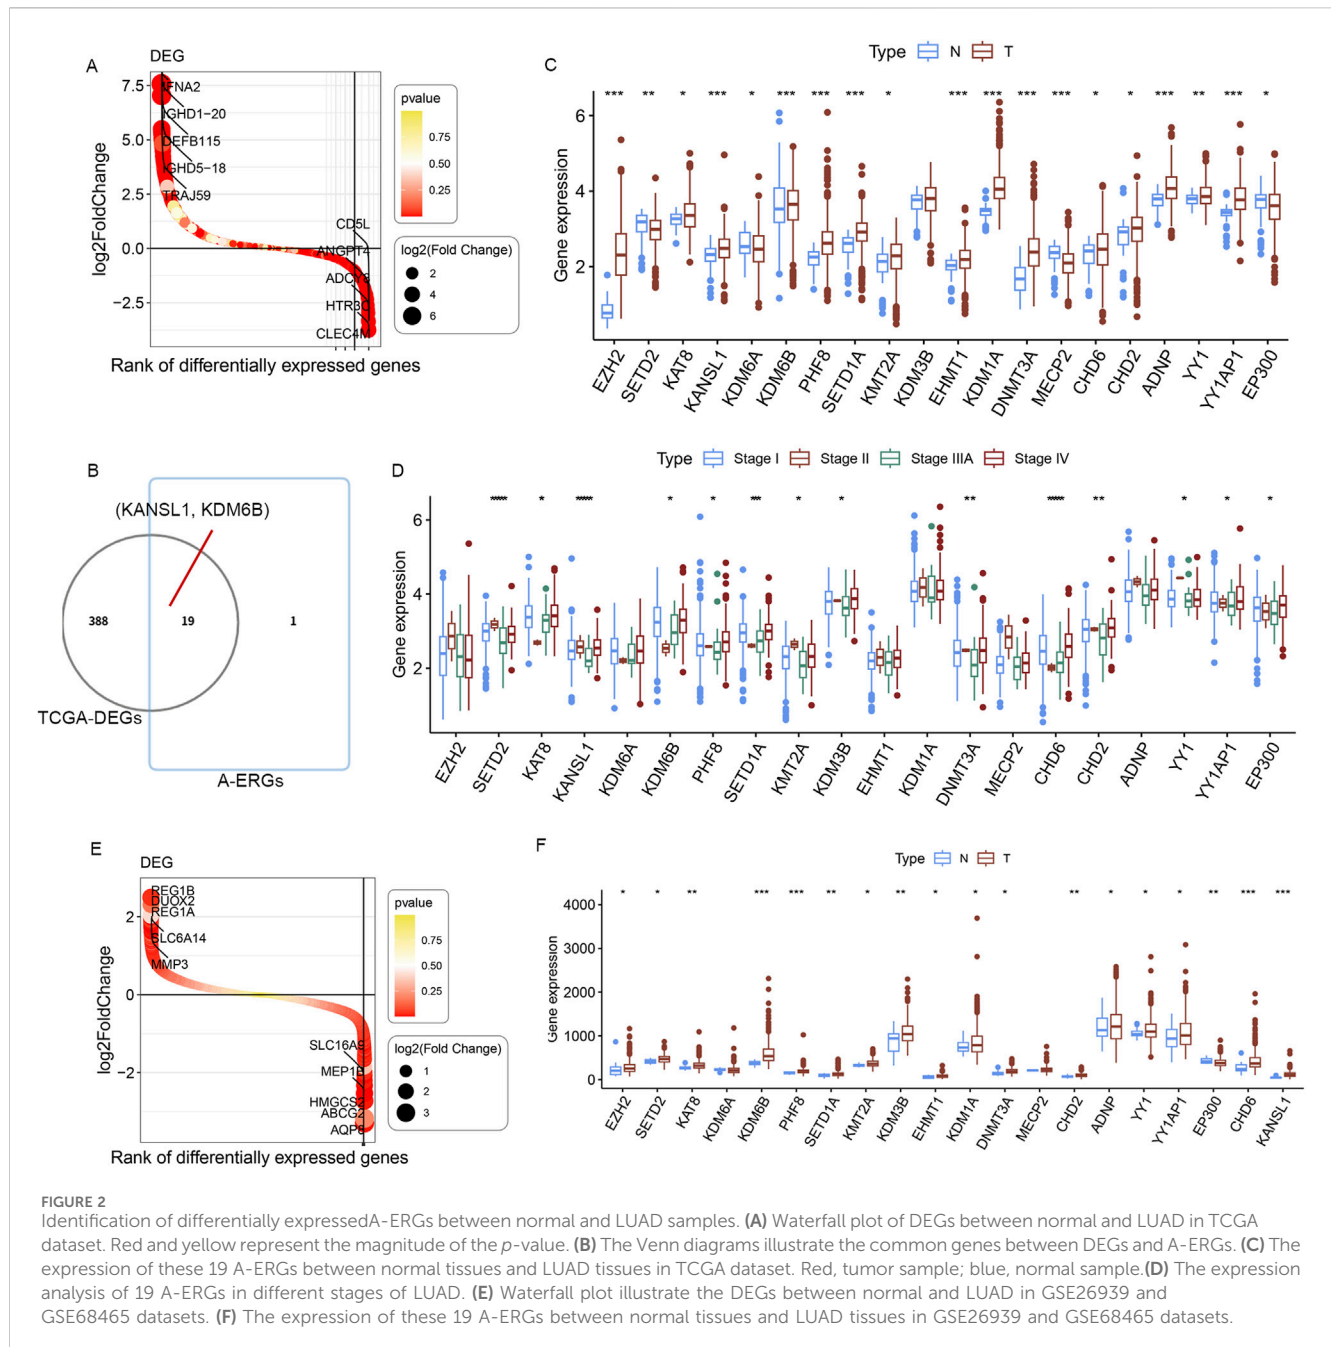 A
DEG
7.5
5.0
2.5
0.0
−2.5
log2FoldChange
IFNA2
IGHD1−20
DEFB115
IGHD5−18
TRAJ59
CD5L
ANGPT4
ADCY8
HTR3C
CLEC4M
Rank of differentially expressed genes
pvalue
0.75
0.50
0.25
log2(Fold Change)
2
4
6
C
Type N T
*** ** * *** * *** *** *** * *** *** *** *** * * *** ** *** *
6
4
2
Gene expression
EZH2 SETD2 KAT8 KANSL1 KDM6A KDM6B PHF8 SETD1A KMT2A KDM3B EHMT1 KDM1A DNMT3A MECP2 CHD6 CHD2 ADNP YY1 YY1AP1 EP300
B
(KANSL1, KDM6B)
388 19 1
TCGA-DEGs
A-ERGs
D
Type Stage I Stage II Stage IIIA Stage IV
6
4
2
Gene expression
EZH2 SETD2 KAT8 KANSL1 KDM6A KDM6B PHF8 SETD1A KMT2A KDM3B EHMT1 KDM1A DNMT3A MECP2 CHD6 CHD2 ADNP YY1 YY1AP1 EP300
E
DEG
2
0
−2
log2FoldChange
REG1B
DUOX2
REG1A
SLC6A14
MMP3
SLC16A9
MEP1B
HMGCS2
ABCG2
AQP8
Rank of differentially expressed genes
pvalue
0.75
0.50
0.25
log2(Fold Change)
1
2
3
F
Type N T
* * ** *** *** ** * ** * * * ** * * * ** *** ***
4000
3000
2000
1000
0
Gene expression
EZH2 SETD2 KAT8 KDM6A KDM6B PHF8 SETD1A KMT2A KDM3B EHMT1 KDM1A DNMT3A MECP2 CHD2 ADNP YY1 YY1AP1 EP300 CHD6 KANSL1
FIGURE 2
Identification of differentially expressedA-ERGs between normal and LUAD samples. (A) Waterfall plot of DEGs between normal and LUAD in TCGA
dataset. Red and yellow represent the magnitude of the p-value. (B) The Venn diagrams illustrate the common genes between DEGs and A-ERGs. (C) The
expression of these 19 A-ERGs between normal tissues and LUAD tissues in TCGA dataset. Red, tumor sample; blue, normal sample.(D) The expression
analysis of 19 A-ERGs in different stages of LUAD. (E) Waterfall plot illustrate the DEGs between normal and LUAD in GSE26939 and
GSE68465 datasets. (F) The expression of these 19 A-ERGs between normal tissues and LUAD tissues in GSE26939 and GSE68465 datasets.